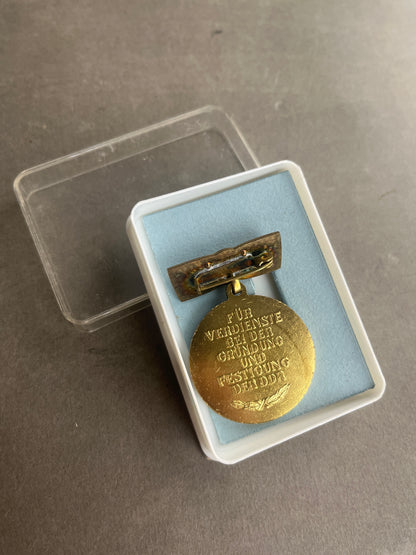 FÜR
VERDIENSTE
BEI DER
GRÜNDUNG
UND
FESTIGUNG
DER DDR